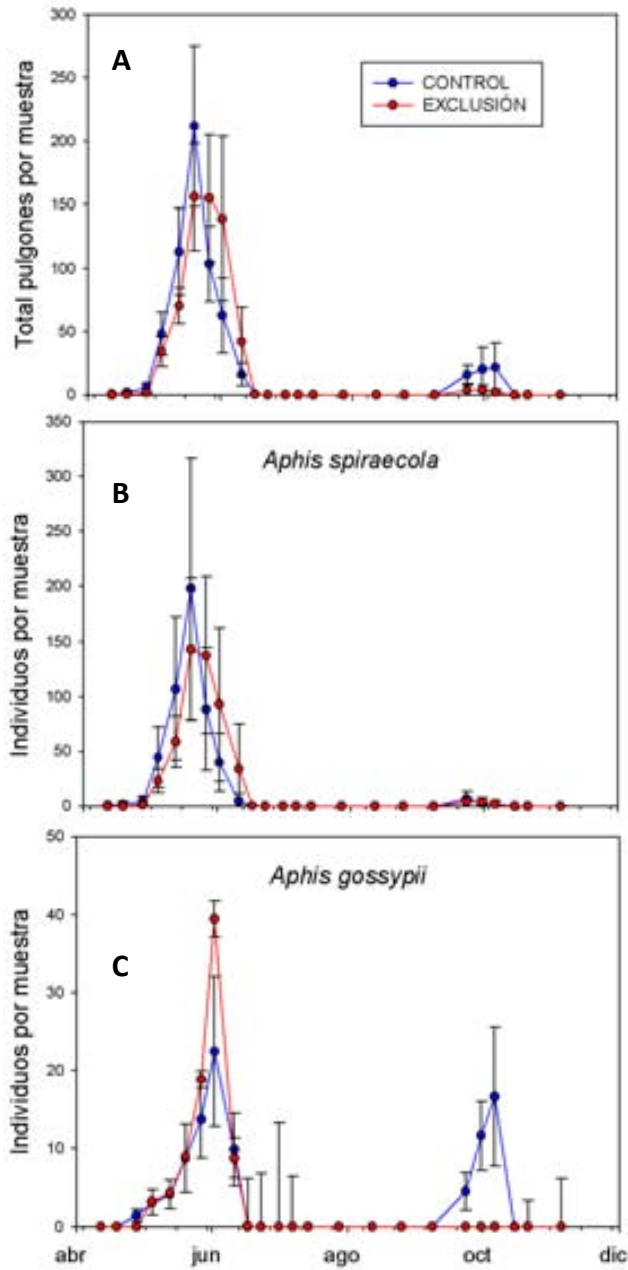 A
CONTROL
EXCLUSIÓN
Total pulgones por muestra
300
250
200
150
100
50
0
B
Aphis spiraecola
Individuos por muestra
350
300
250
200
150
100
50
0
C
Aphis gossypii
Individuos por muestra
50
40
30
20
10
0
abr jun ago oct dic